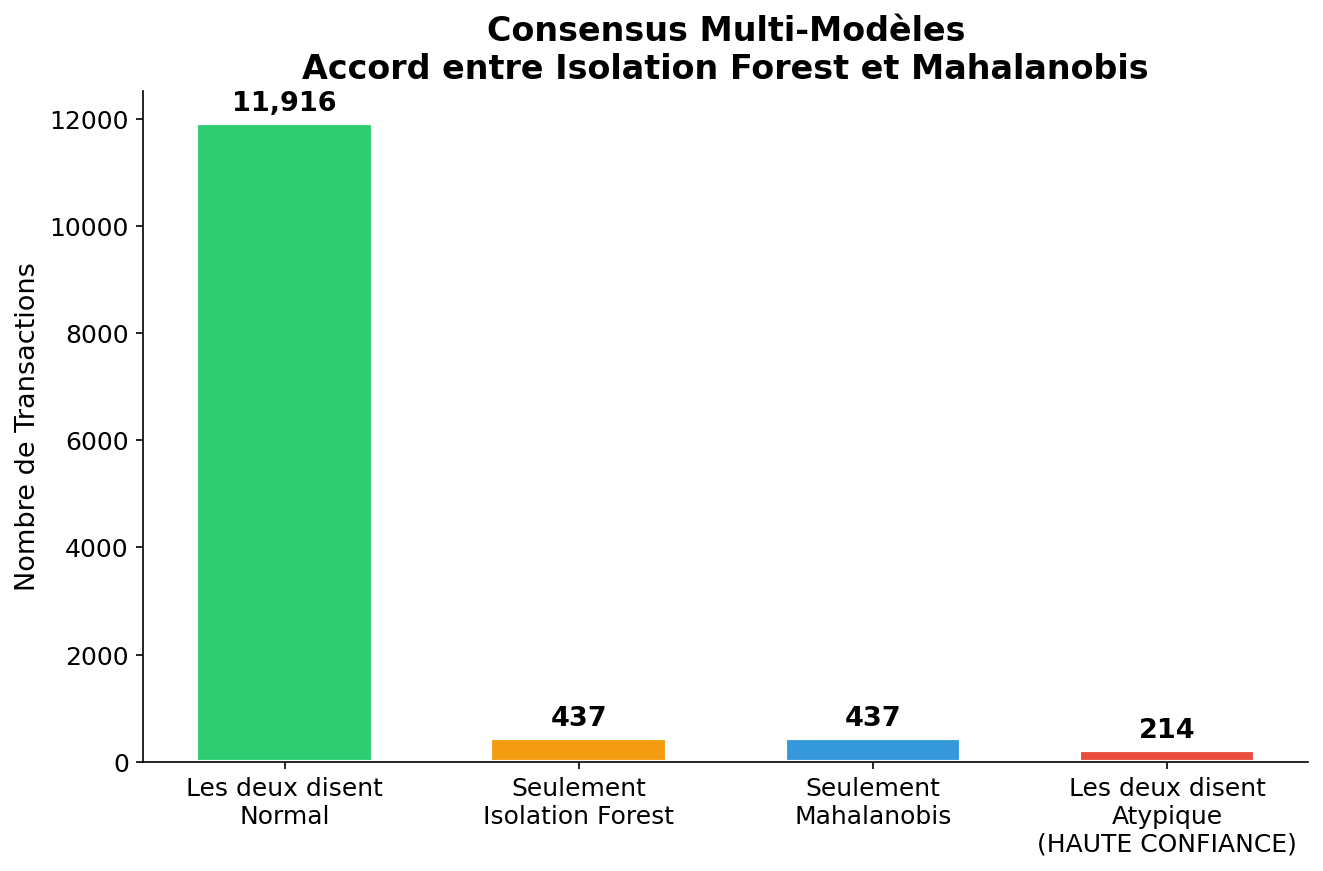 Consensus Multi-Modèles
Accord entre Isolation Forest et Mahalanobis
Nombre de Transactions
12000
10000
8000
6000
4000
2000
0
11,916
437
437
214
Les deux disent
Normal
Seulement
Isolation Forest
Seulement
Mahalanobis
Les deux disent
Atypique
(HAUTE CONFIANCE)